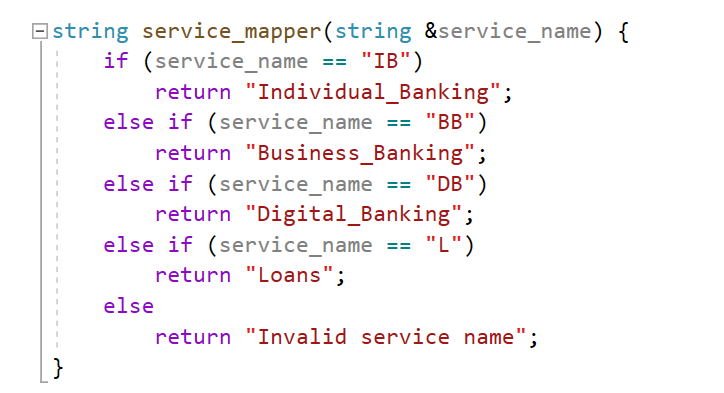 string service_mapper(string &service_name) {
    if (service_name == "IB")
        return "Individual_Banking";
    else if (service_name == "BB")
        return "Business_Banking";
    else if (service_name == "DB")
        return "Digital_Banking";
    else if (service_name == "L")
        return "Loans";
    else
        return "Invalid service name";
}